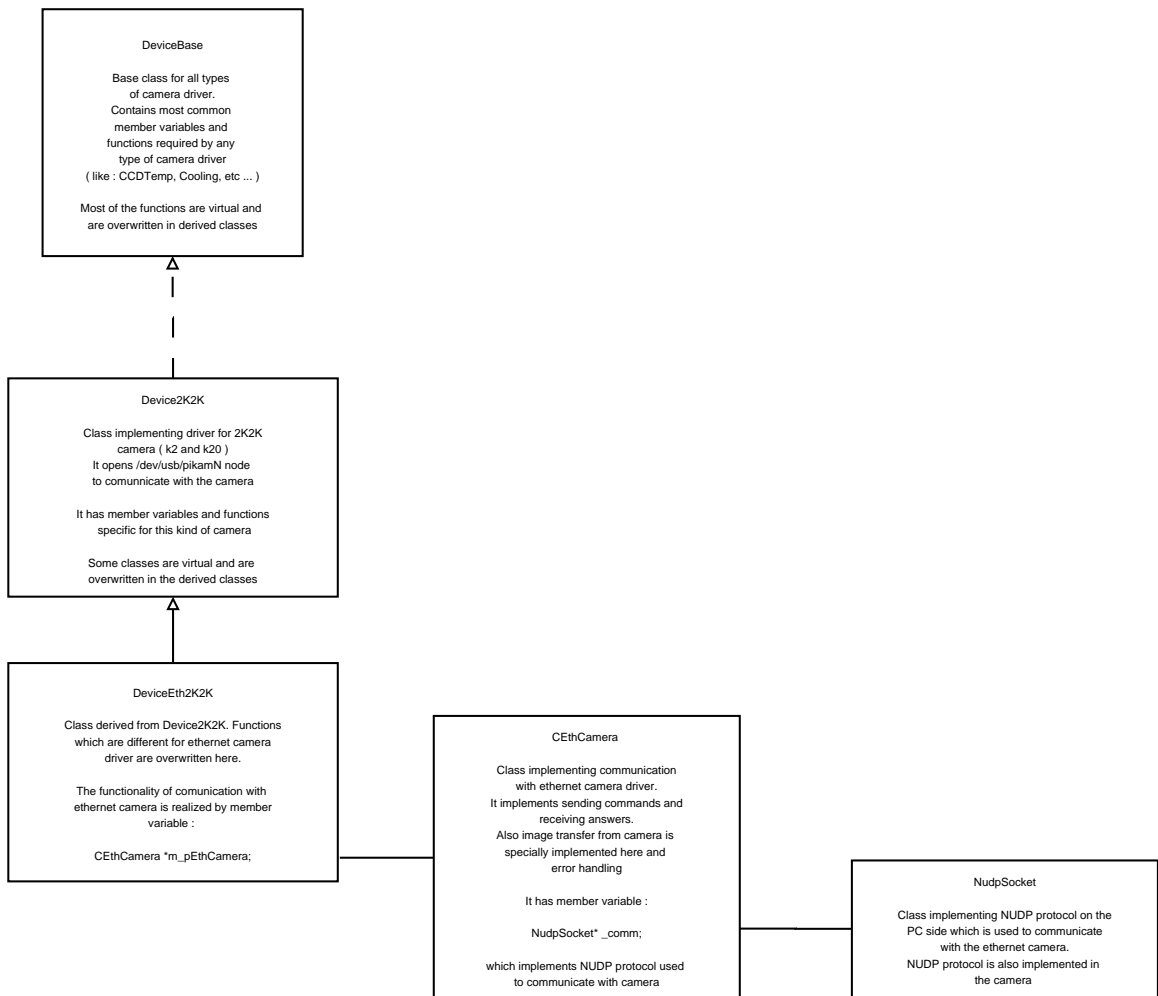 DeviceBase
Base class for all types
of camera driver.
Contains most common
member variables and
functions required by any
type of camera driver
( like : CCDTemp, Cooling, etc ... )
Most of the functions are virtual and
are overwritten in derived classes
Device2K2K
Class implementing driver for 2K2K
camera ( k2 and k20 )
It opens /dev/usb/pikamN node
to comunnicate with the camera
It has member variables and functions
specific for this kind of camera
Some classes are virtual and are
overwritten in the derived classes
DeviceEth2K2K
Class derived from Device2K2K. Functions
which are different for ethernet camera
driver are overwritten here.
The functionality of comunication with
ethernet camera is realized by member
variable :
CEthCamera *m_pEthCamera;
CEthCamera
Class implementing communication
with ethernet camera driver.
It implements sending commands and
receiving answers.
Also image transfer from camera is
specially implemented here and
error handling
It has member variable :
NudpSocket* _comm;
which implements NUDP protocol used
to communicate with camera
NudpSocket
Class implementing NUDP protocol on the
PC side which is used to communicate
with the ethernet camera.
NUDP protocol is also implemented in
the camera